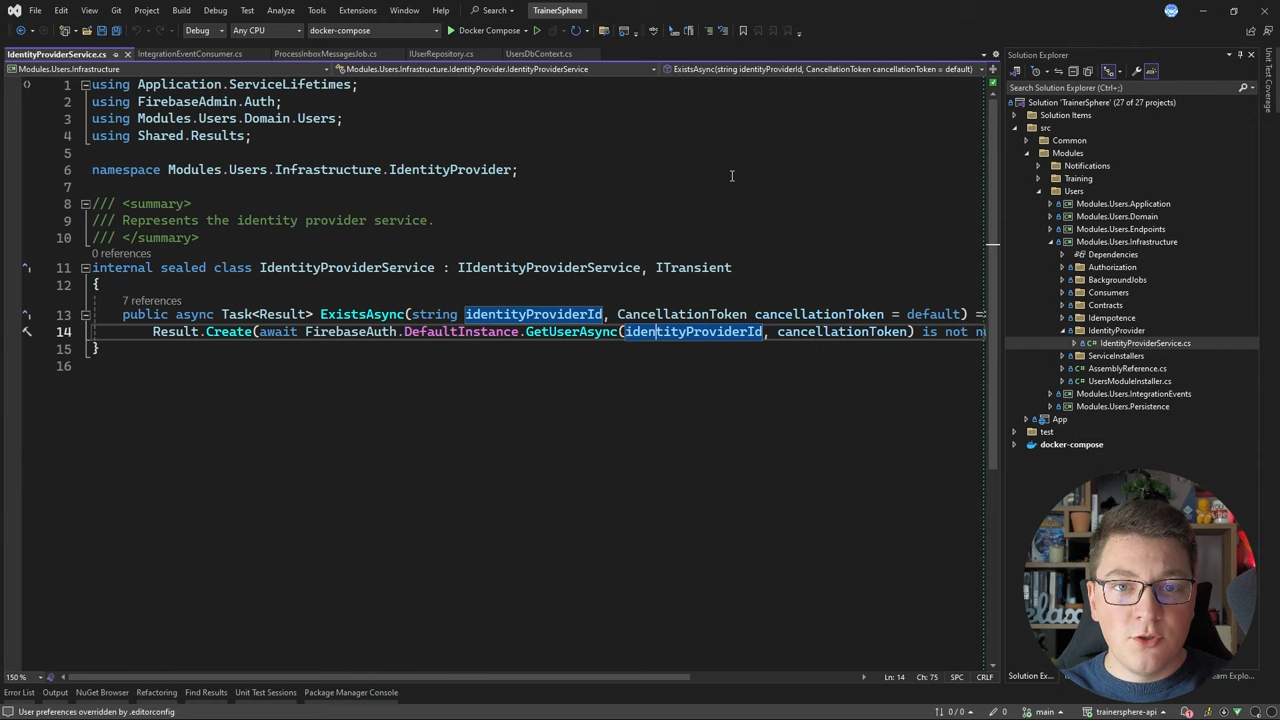 File Edit View Git Project Build Debug Test Analyze Tools Extensions Window Help Search TrainerSphere
Debug Any CPU docker-compose Docker Compose
IdentityProviderService.cs IntegrationEventConsumer.cs ProcessInboxMessagesJob.cs IUserRepository.cs UsersDbContext.cs
Modules.Users.Infrastructure Modules.Users.Infrastructure.IdentityProvider.IdentityProviderService ExistsAsync(string identityProviderId, CancellationToken cancellationToken = default)
1 using Application.ServiceLifetimes;
2 using FirebaseAdmin.Auth;
3 using Modules.Users.Domain.Users;
4 using Shared.Results;
5
6 namespace Modules.Users.Infrastructure.IdentityProvider;
7
8 /// <summary>
9 /// Represents the identity provider service.
10 /// </summary>
0 references
11 internal sealed class IdentityProviderService : IIdentityProviderService, ITransient
12 {
7 references
13 public async Task<Result> ExistsAsync(string identityProviderId, CancellationToken cancellationToken = default) =>
14 Result.Create(await FirebaseAuth.DefaultInstance.GetUserAsync(identityProviderId, cancellationToken) is not nu
15 }
16
150 % Ln: 14 Ch: 75 SPC CRLF
Error List Output NuGet Browser Refactoring Find Results Unit Test Sessions Package Manager Console
User preferences overridden by .editorconfig 0 / 0 0 main trainersphere-api
Solution Explorer
Search Solution Explorer (Ctrl+;)
Solution 'TrainerSphere' (27 of 27 projects)
Solution Items
src
Common
Modules
Notifications
Training
Users
Modules.Users.Application
Modules.Users.Domain
Modules.Users.Endpoints
Modules.Users.Infrastructure
Dependencies
Authorization
BackgroundJobs
Consumers
Contracts
Idempotence
IdentityProvider
C# IdentityProviderService.cs
ServiceInstallers
C# AssemblyReference.cs
C# UsersModuleInstaller.cs
Modules.Users.IntegrationEvents
Modules.Users.Persistence
App
test
docker-compose
Solution Ex...
Unit Test Coverage